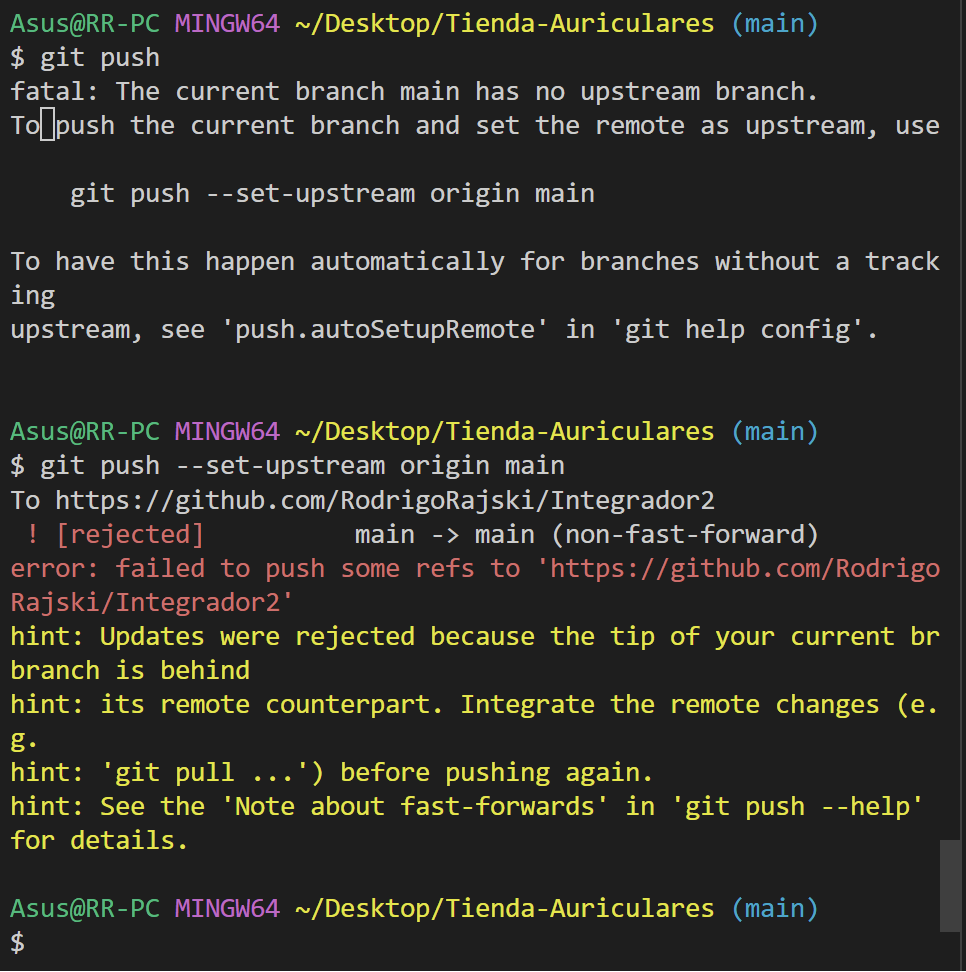 Asus@RR-PC MINGW64 ~/Desktop/Tienda-Auriculares (main)
$ git push
fatal: The current branch main has no upstream branch.
To push the current branch and set the remote as upstream, use
    git push --set-upstream origin main
To have this happen automatically for branches without a track
ing
upstream, see 'push.autoSetupRemote' in 'git help config'.
Asus@RR-PC MINGW64 ~/Desktop/Tienda-Auriculares (main)
$ git push --set-upstream origin main
To https://github.com/RodrigoRajski/Integrador2
 ! [rejected]          main -> main (non-fast-forward)
error: failed to push some refs to 'https://github.com/Rodrigo
Rajski/Integrador2'
hint: Updates were rejected because the tip of your current br
branch is behind
hint: its remote counterpart. Integrate the remote changes (e.
g.
hint: 'git pull ...') before pushing again.
hint: See the 'Note about fast-forwards' in 'git push --help'
for details.
Asus@RR-PC MINGW64 ~/Desktop/Tienda-Auriculares (main)
$